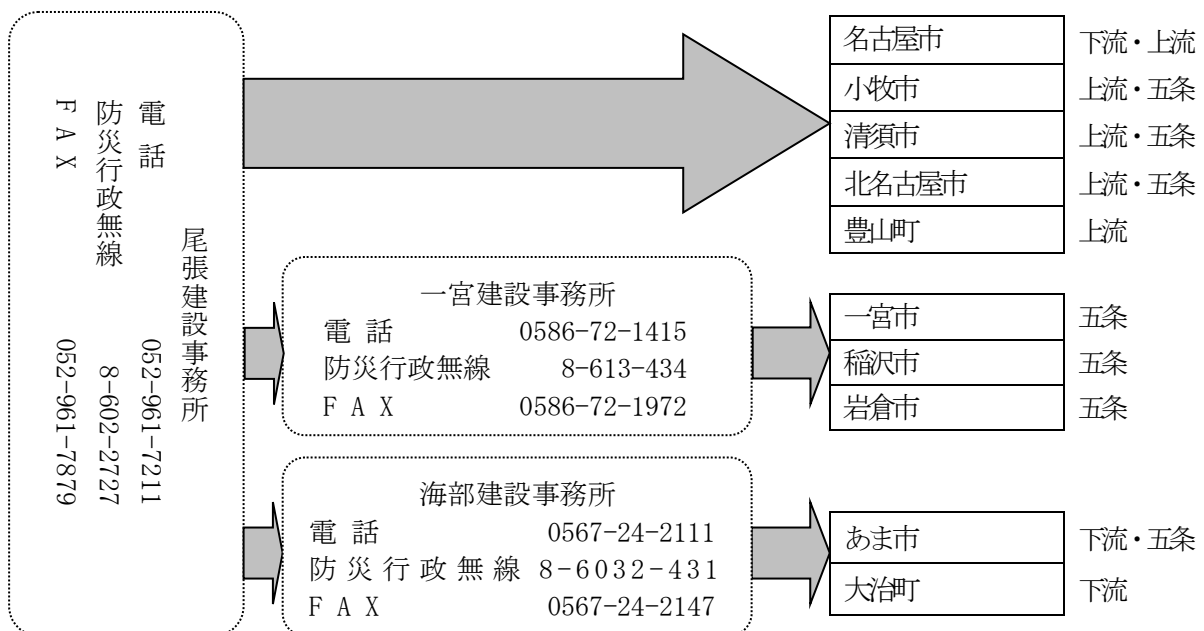 尾張建設事務所
電 話 052-961-7211
防災行政無線 8-602-2727
F A X 052-961-7879
名古屋市 下流・上流
小牧市 上流・五条
清須市 上流・五条
北名古屋市 上流・五条
豊山町 上流
一宮建設事務所
電 話 0586-72-1415
防災行政無線 8-613-434
F A X 0586-72-1972
一宮市 五条
稲沢市 五条
岩倉市 五条
海部建設事務所
電 話 0567-24-2111
防 災 行 政 無 線 8-6032-431
F A X 0567-24-2147
あま市 下流・五条
大治町 下流